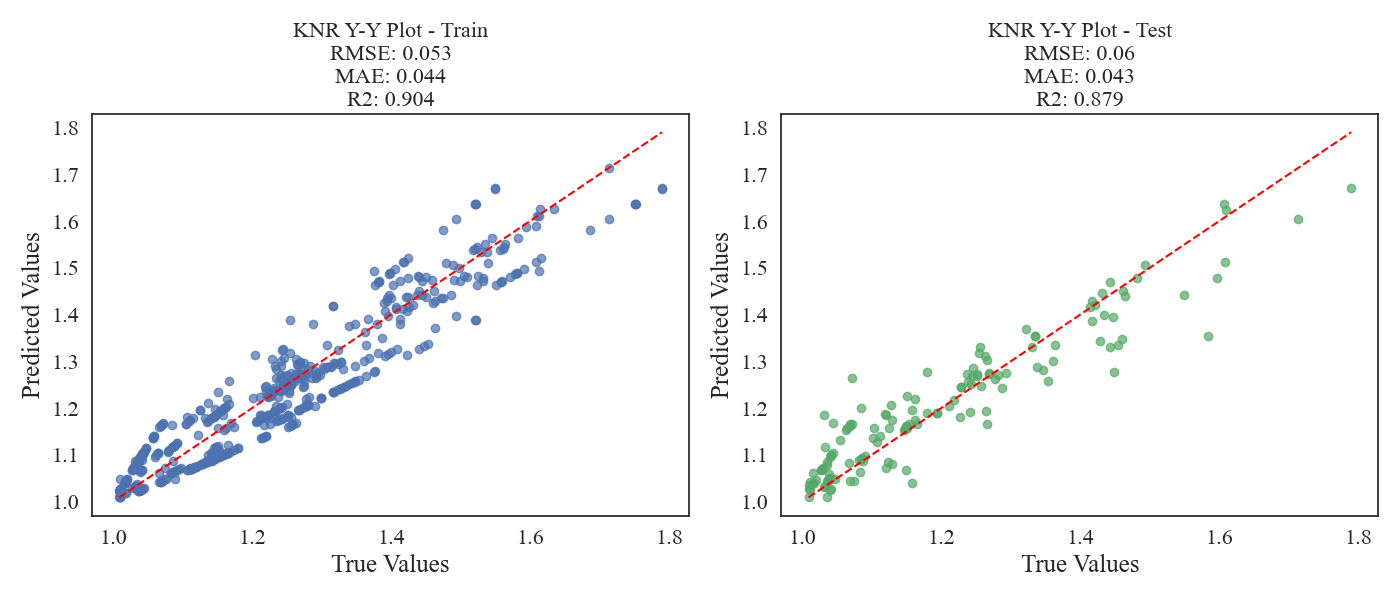 KNR Y-Y Plot - Train
RMSE: 0.053
MAE: 0.044
R2: 0.904
1.8
1.7
1.6
1.5
1.4
1.3
1.2
1.1
1.0
Predicted Values
1.0 1.2 1.4 1.6 1.8
True Values
KNR Y-Y Plot - Test
RMSE: 0.06
MAE: 0.043
R2: 0.879
1.8
1.7
1.6
1.5
1.4
1.3
1.2
1.1
1.0
Predicted Values
1.0 1.2 1.4 1.6 1.8
True Values